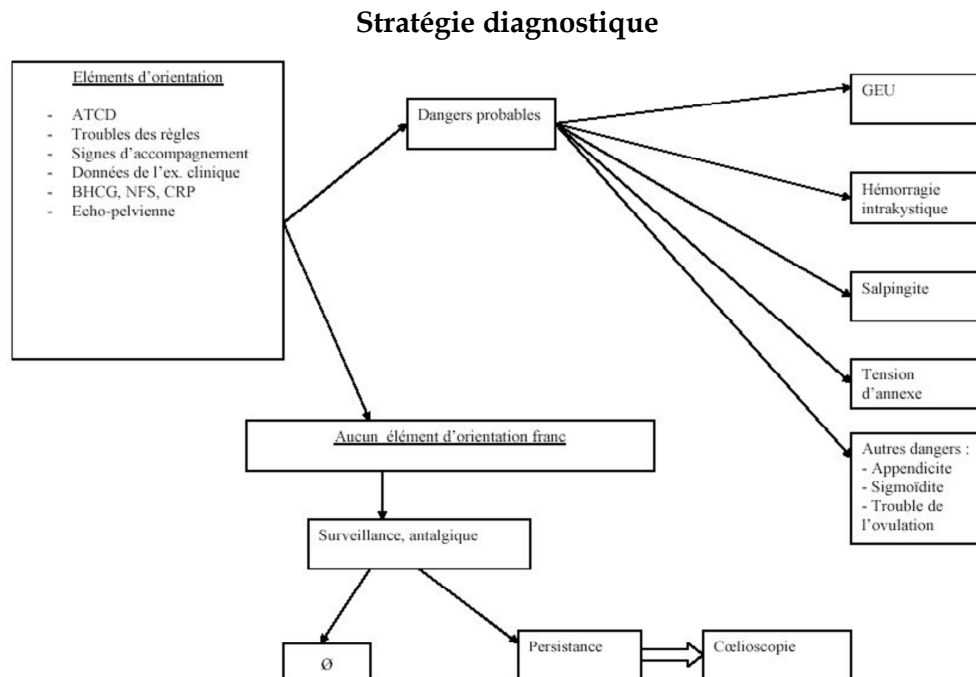 Stratégie diagnostique
Eléments d'orientation
- ATCD
- Troubles des règles
- Signes d'accompagnement
- Données de l'ex. clinique
- BHCG, NFS, CRP
- Echo-pelvienne
Dangers probables
GEU
Hémorragie
intrakystique
Salpingite
Tension
d'annexe
Autres dangers :
- Appendicite
- Sigmoïdite
- Trouble de
l'ovulation
Aucun élément d'orientation franc
Surveillance, antalgique
Ø
Persistance
Cœlioscopie